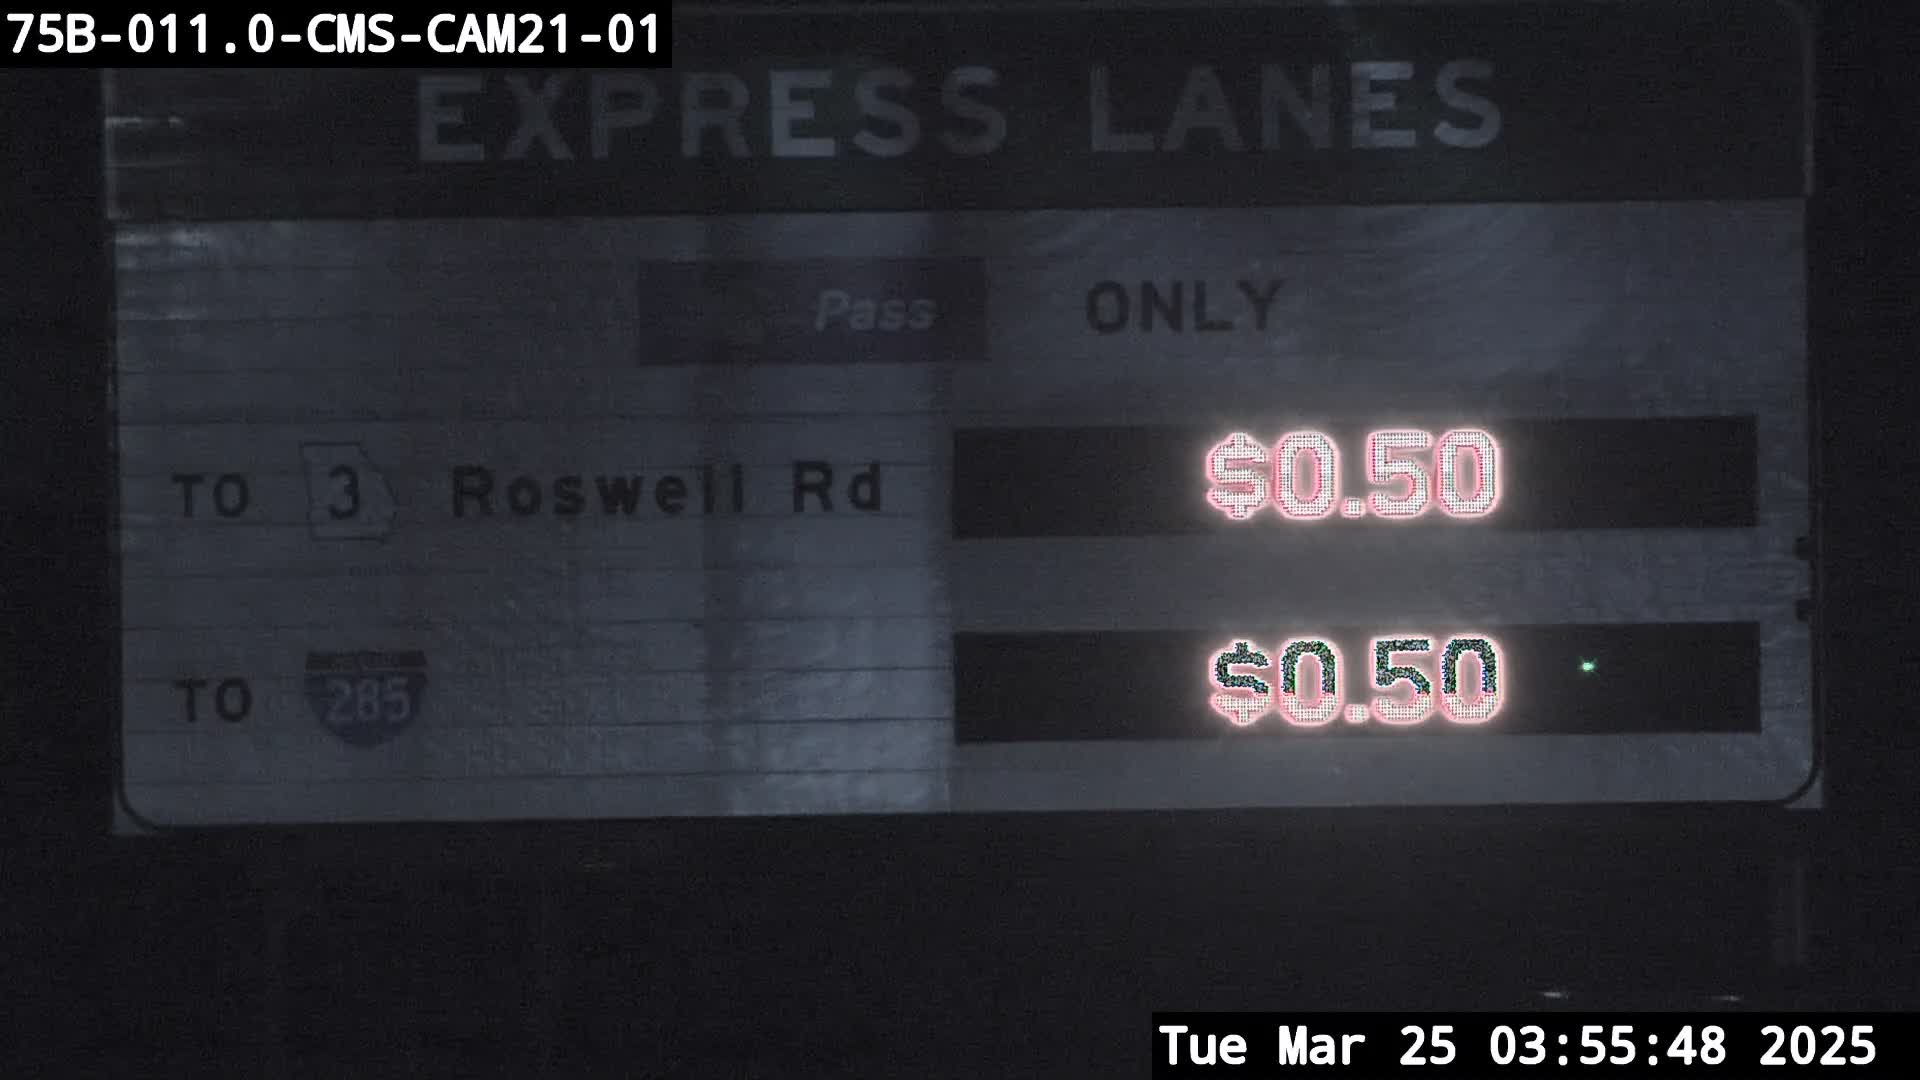 75B-011.0-CMS-CAM21-01
EXPRESS LANES
Pass ONLY
TO 3 Roswell Rd $0.50
TO 285 $0.50
Tue Mar 25 03:55:48 2025